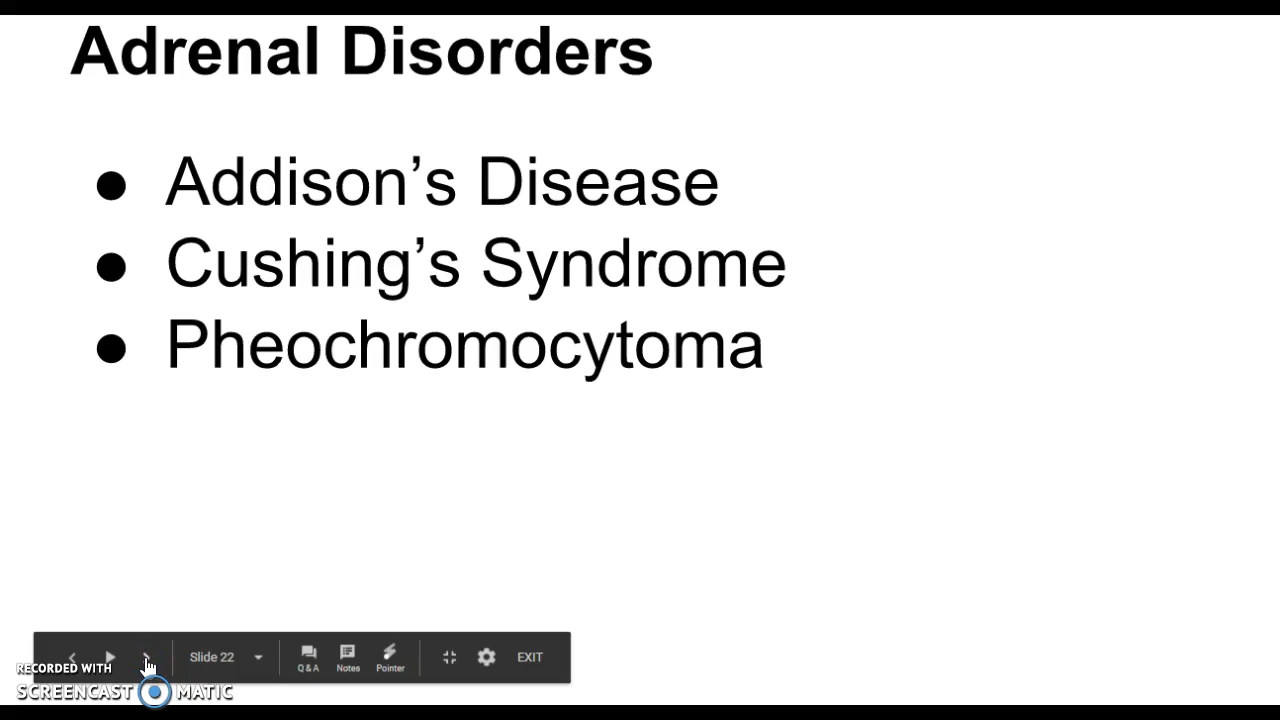 Adrenal Disorders
● Addison’s Disease
● Cushing’s Syndrome
● Pheochromocytoma
Slide 22
Q & A
Notes
Pointer
EXIT
RECORDED WITH
SCREENCAST MATIC